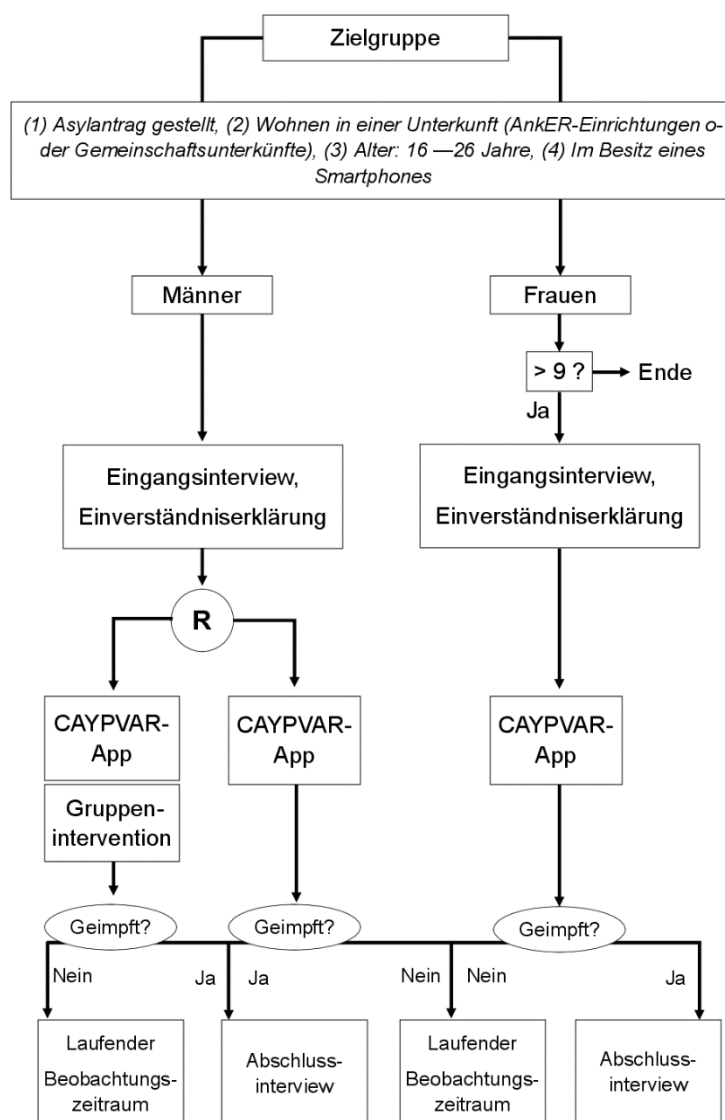 Zielgruppe
(1) Asylantrag gestellt, (2) Wohnen in einer Unterkunft (AnkER-Einrichtungen o-
der Gemeinschaftsunterkünfte), (3) Alter: 16 —26 Jahre, (4) Im Besitz eines
Smartphones
Männer
Frauen
> 9 ?
Ende
Ja
Eingangsinterview,
Einverständniserklärung
Eingangsinterview,
Einverständniserklärung
R
CAYPVAR-
App
CAYPVAR-
App
CAYPVAR-
App
Gruppen-
intervention
Geimpft?
Geimpft?
Geimpft?
Nein
Ja
Ja
Nein
Nein
Ja
Laufender
Beobachtungs-
zeitraum
Abschluss-
interview
Laufender
Beobachtungs-
zeitraum
Abschluss-
interview